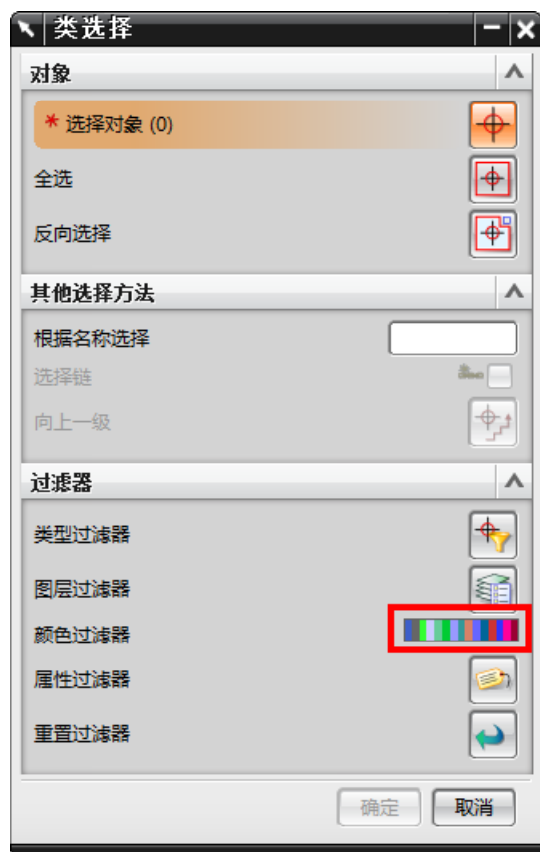 类选择
对象
* 选择对象 (0)
全选
反向选择
其他选择方法
根据名称选择
选择链
向上一级
过滤器
类型过滤器
图层过滤器
颜色过滤器
属性过滤器
重置过滤器
确定 取消